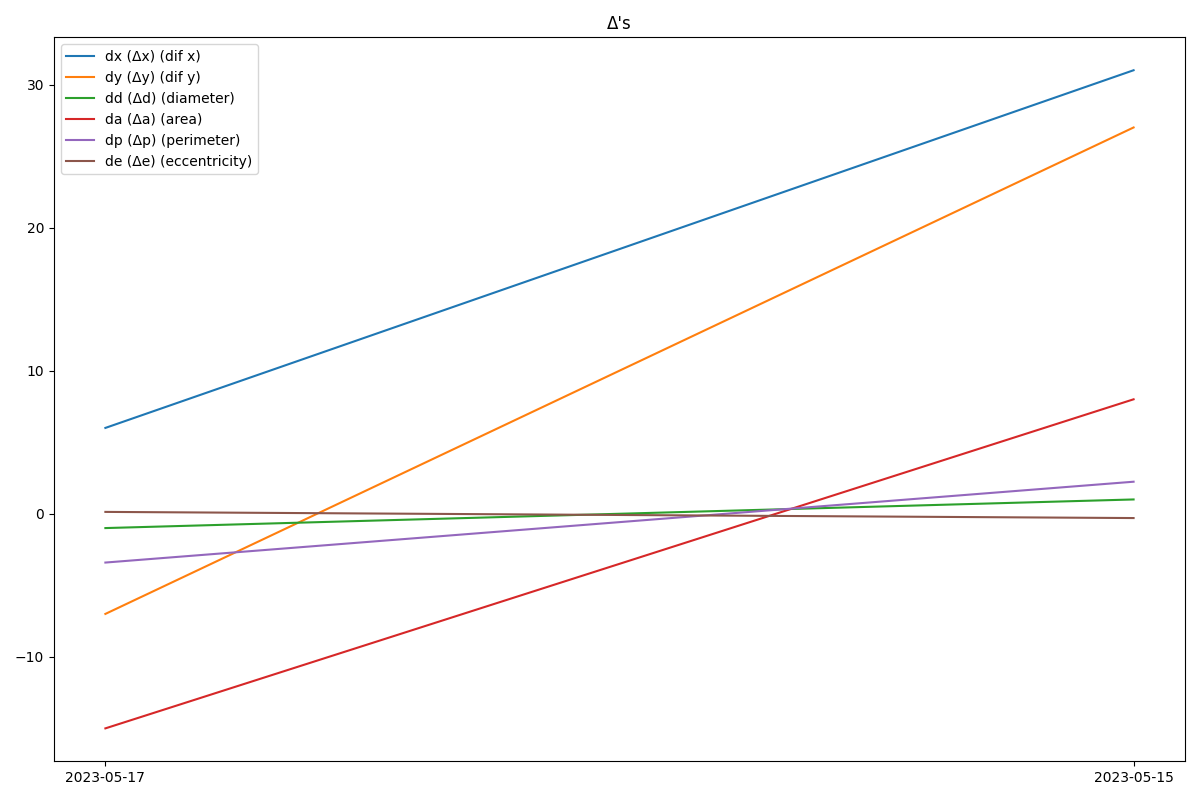 Δ's
dx (Δx) (dif x)
dy (Δy) (dif y)
dd (Δd) (diameter)
da (Δa) (area)
dp (Δp) (perimeter)
de (Δe) (eccentricity)
30
20
10
0
−10
2023-05-17 2023-05-15